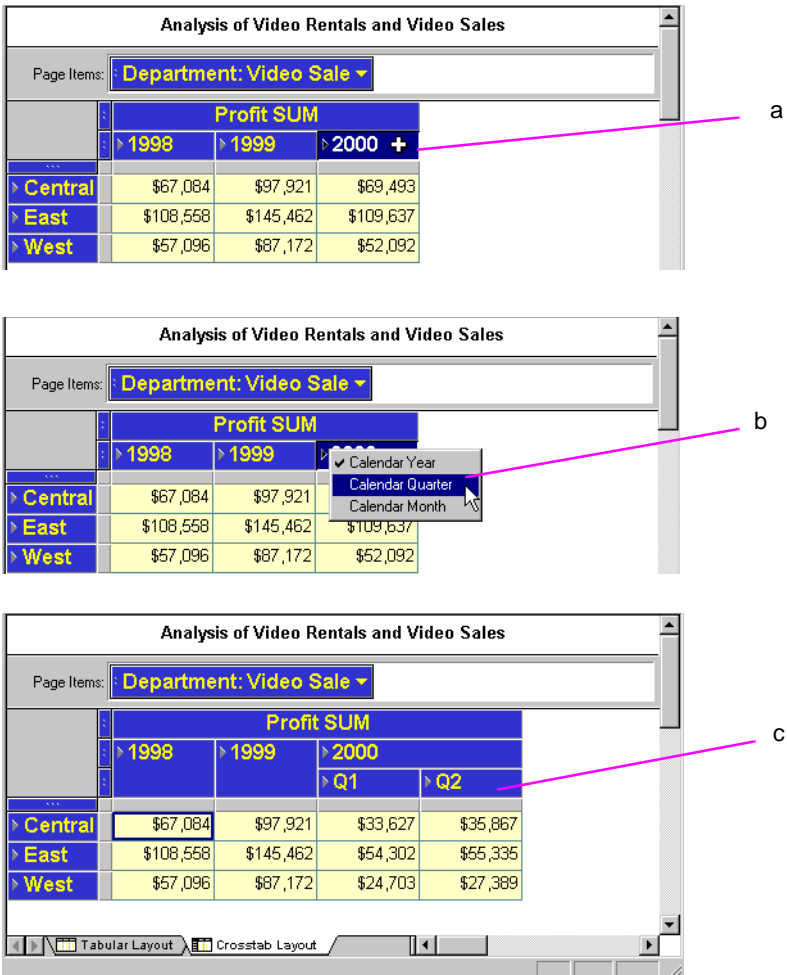 Analysis of Video Rentals and Video Sales
Page Items: Department: Video Sale
Profit SUM
1998 1999 2000
Central $67,084 $97,921 $69,493
East $108,558 $145,462 $109,637
West $57,096 $87,172 $52,092
a
Analysis of Video Rentals and Video Sales
Page Items: Department: Video Sale
Profit SUM
1998 1999
Calendar Year
Calendar Quarter
Calendar Month
Central $67,084 $97,921
East $108,558 $145,462 $109,637
West $57,096 $87,172 $52,092
b
Analysis of Video Rentals and Video Sales
Page Items: Department: Video Sale
Profit SUM
1998 1999 2000
Q1 Q2
Central $67,084 $97,921 $33,627 $35,867
East $108,558 $145,462 $54,302 $55,335
West $57,096 $87,172 $24,703 $27,389
c
Tabular Layout Crosstab Layout